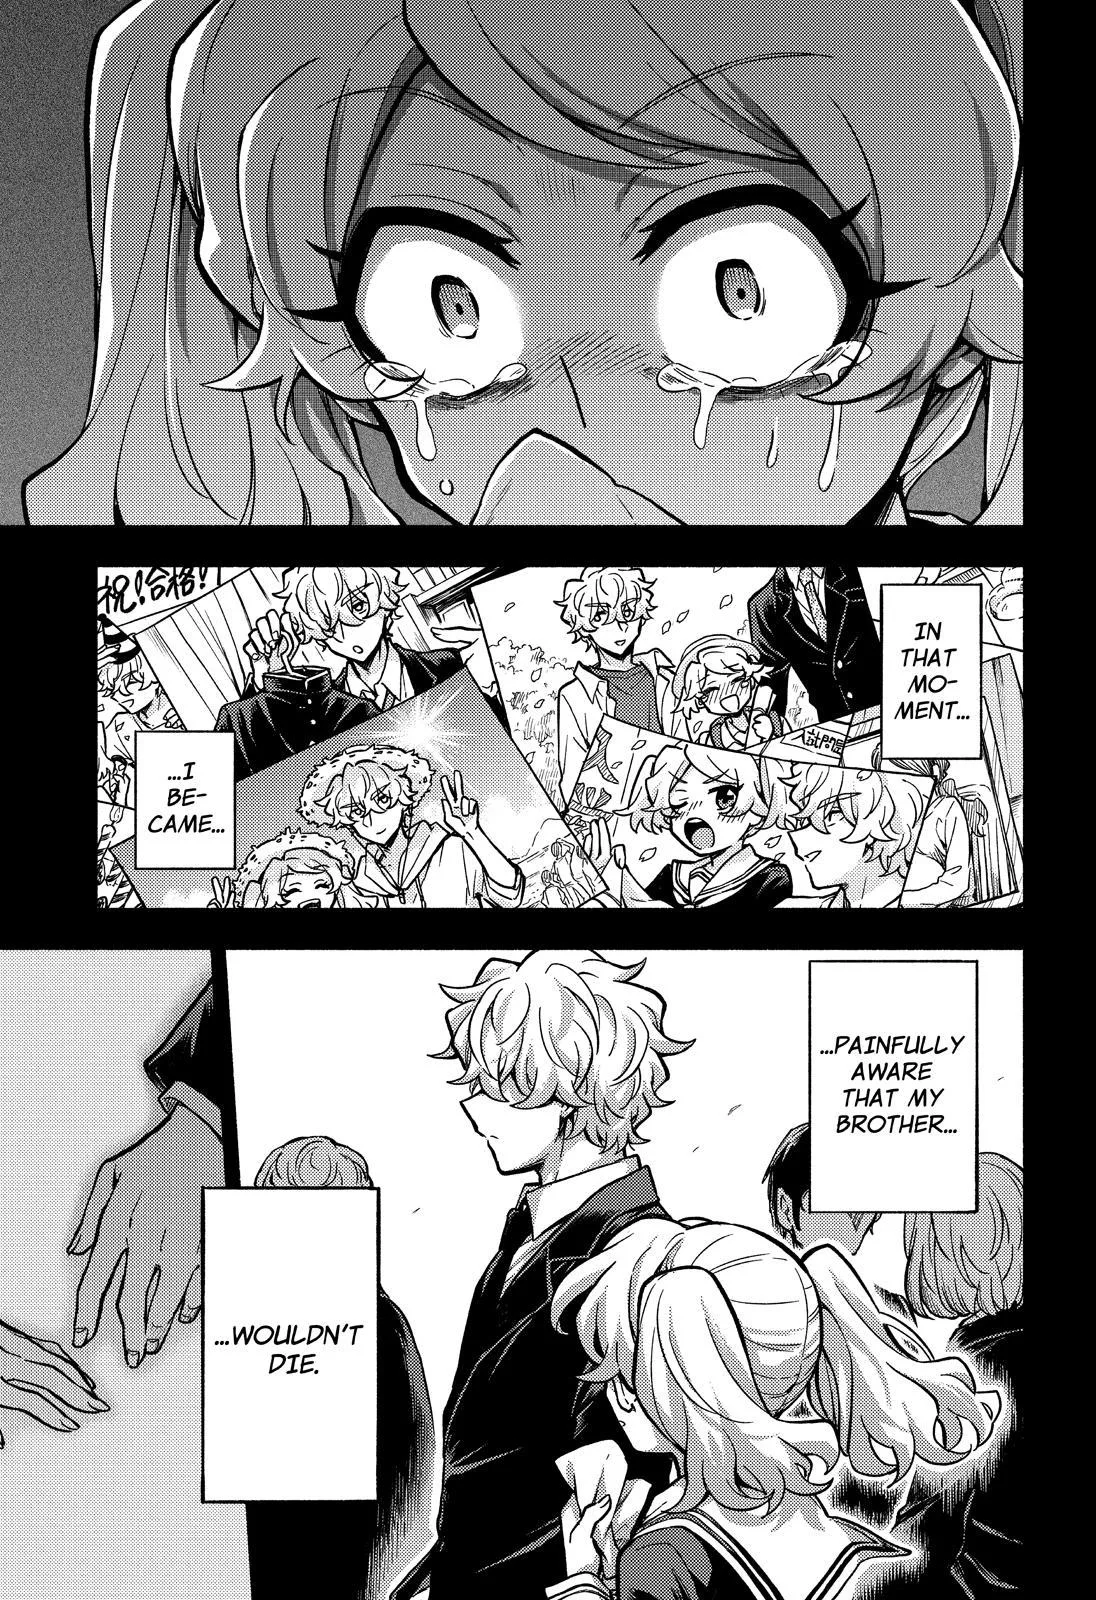 IN
THAT
MO-
MENT...
祝!合格!
...I
BE-
CAME...
...PAINFULLY
AWARE
THAT MY
BROTHER...
...WOULDN'T
DIE.